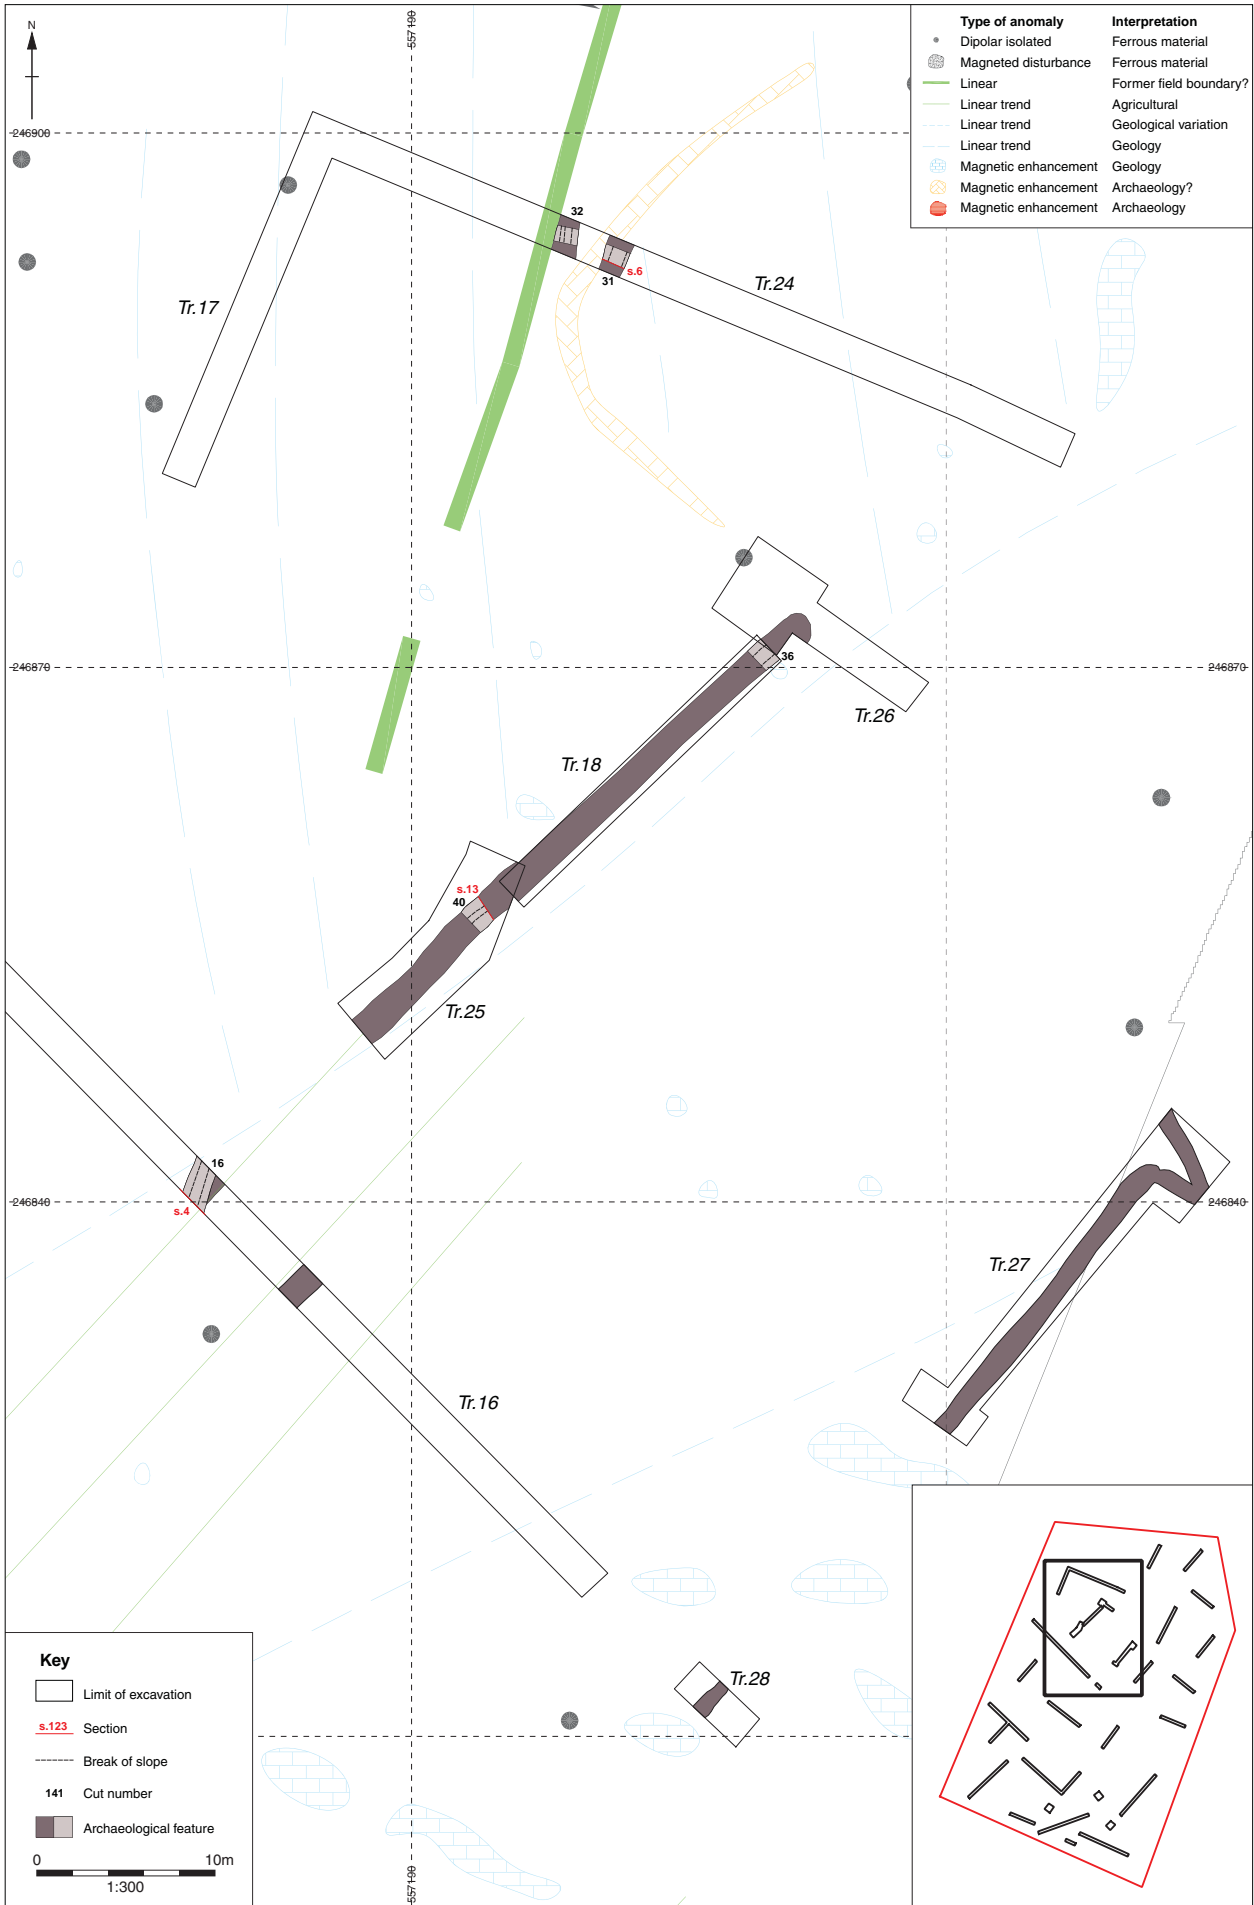 N
557190
Type of anomaly Interpretation
Dipolar isolated Ferrous material
Magneted disturbance Ferrous material
Linear Former field boundary?
Linear trend Agricultural
Linear trend Geological variation
Linear trend Geology
Magnetic enhancement Geology
Magnetic enhancement Archaeology?
Magnetic enhancement Archaeology
246900
32
s.6
31
Tr.24
Tr.17
246870
246870
36
Tr.26
Tr.18
s.13
40
Tr.25
16
246840
246840
s.4
Tr.27
Tr.16
Tr.28
Key
Limit of excavation
s.123 Section
Break of slope
141 Cut number
Archaeological feature
0 10m
1:300
557190